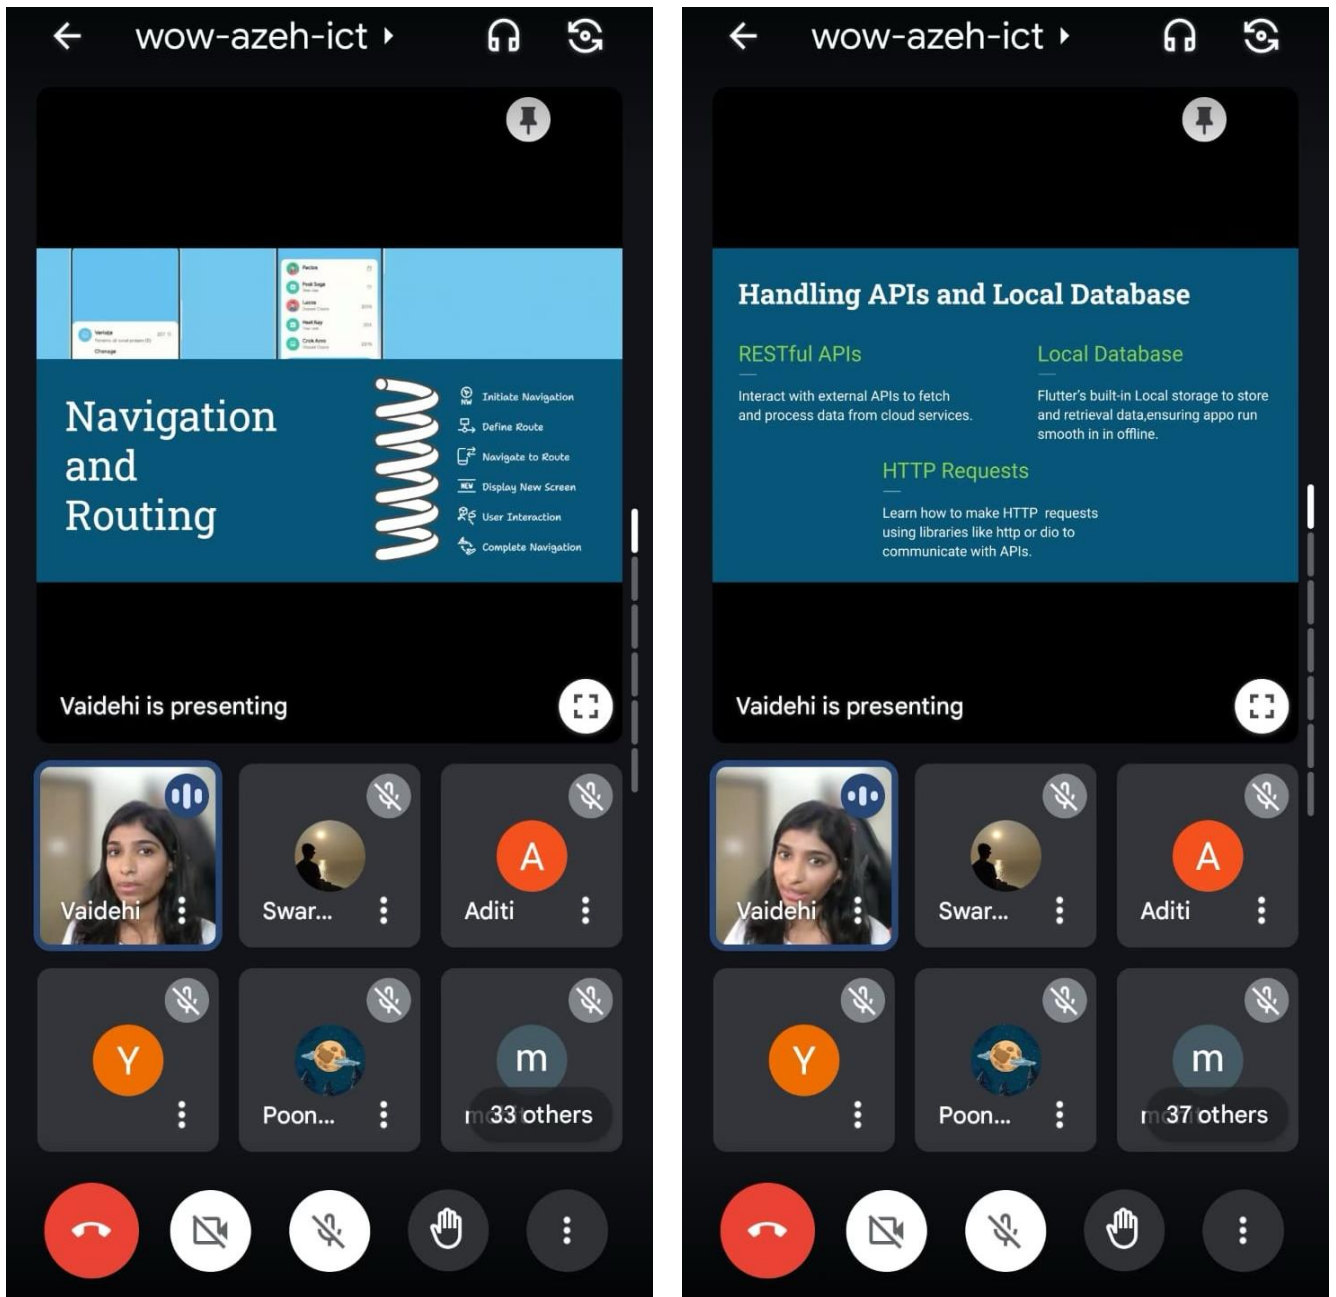 wow-azeh-ict
Navigation
and
Routing
Initiate Navigation
Define Route
Navigate to Route
NEW Display New Screen
User Interaction
Complete Navigation
Vaidehi is presenting
Vaidehi
Swar...
Aditi
A
Y
Poon...
m
33 others
wow-azeh-ict
Handling APIs and Local Database
RESTful APIs
Interact with external APIs to fetch
and process data from cloud services.
Local Database
Flutter's built-in Local storage to store
and retrieval data,ensuring appo run
smooth in in offline.
HTTP Requests
Learn how to make HTTP requests
using libraries like http or dio to
communicate with APIs.
Vaidehi is presenting
Vaidehi
Swar...
Aditi
A
Y
Poon...
m
37 others